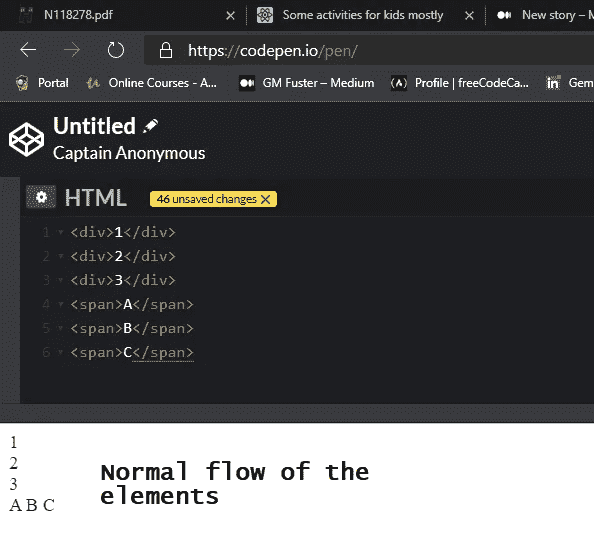 N118278.pdf × Some activities for kids mostly × New story – M
https://codepen.io/pen/
Portal Online Courses - A... GM Fuster – Medium Profile | freeCodeCa... in Gem
Untitled
Captain Anonymous
HTML 46 unsaved changes ×
1 <div>1</div>
2 <div>2</div>
3 <div>3</div>
4 <span>A</span>
5 <span>B</span>
6 <span>C</span>
1
2
3
A B C
Normal flow of the
elements